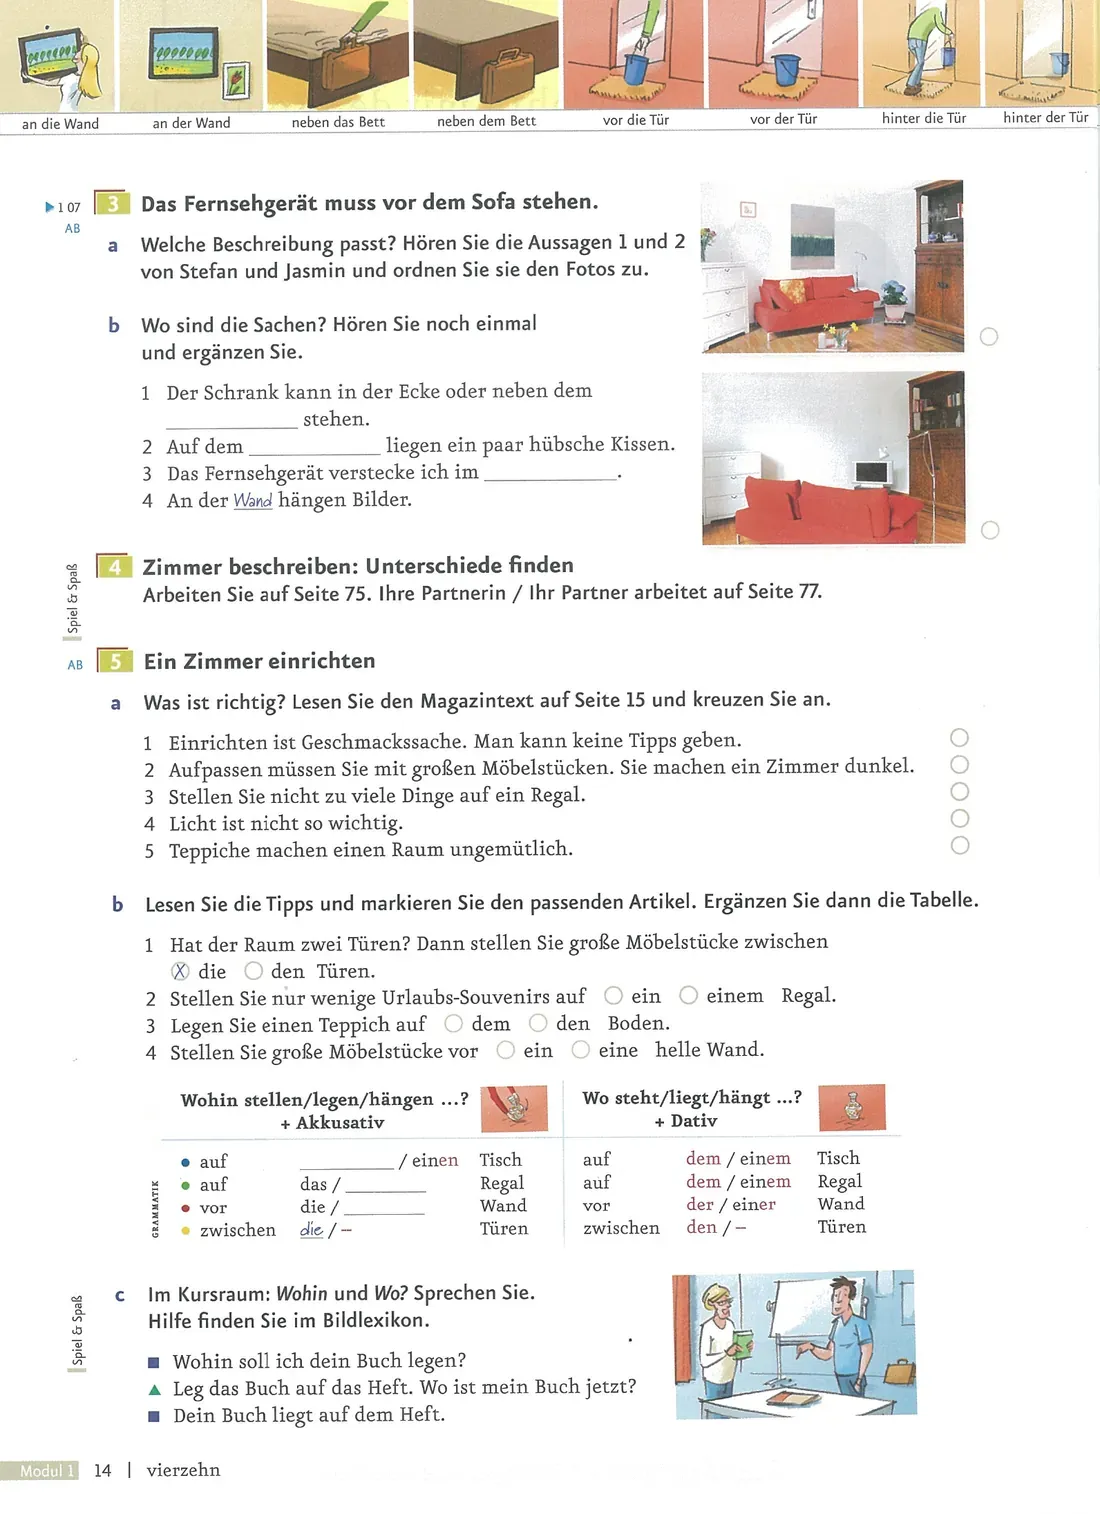 an die Wand an der Wand neben das Bett neben dem Bett vor die Tür vor der Tür hinter die Tür hinter der Tür
▶1 07 3 Das Fernsehgerät muss vor dem Sofa stehen.
AB
a Welche Beschreibung passt? Hören Sie die Aussagen 1 und 2
von Stefan und Jasmin und ordnen Sie sie den Fotos zu.
b Wo sind die Sachen? Hören Sie noch einmal
und ergänzen Sie.
1 Der Schrank kann in der Ecke oder neben dem
____________ stehen.
2 Auf dem ____________ liegen ein paar hübsche Kissen.
3 Das Fernsehgerät verstecke ich im ____________.
4 An der Wand hängen Bilder.
Spiel & Spaß
4 Zimmer beschreiben: Unterschiede finden
Arbeiten Sie auf Seite 75. Ihre Partnerin / Ihr Partner arbeitet auf Seite 77.
AB 5 Ein Zimmer einrichten
a Was ist richtig? Lesen Sie den Magazintext auf Seite 15 und kreuzen Sie an.
1 Einrichten ist Geschmackssache. Man kann keine Tipps geben.
2 Aufpassen müssen Sie mit großen Möbelstücken. Sie machen ein Zimmer dunkel.
3 Stellen Sie nicht zu viele Dinge auf ein Regal.
4 Licht ist nicht so wichtig.
5 Teppiche machen einen Raum ungemütlich.
b Lesen Sie die Tipps und markieren Sie den passenden Artikel. Ergänzen Sie dann die Tabelle.
1 Hat der Raum zwei Türen? Dann stellen Sie große Möbelstücke zwischen
X die ○ den Türen.
2 Stellen Sie nur wenige Urlaubs-Souvenirs auf ○ ein ○ einem Regal.
3 Legen Sie einen Teppich auf ○ dem ○ den Boden.
4 Stellen Sie große Möbelstücke vor ○ ein ○ eine helle Wand.
Wohin stellen/legen/hängen ...? Wo steht/liegt/hängt ...?
+ Akkusativ + Dativ
GRAMMATIK
• auf __________ / einen Tisch auf dem / einem Tisch
• auf das / ________ Regal auf dem / einem Regal
• vor die / ________ Wand vor der / einer Wand
• zwischen die / – Türen zwischen den / – Türen
Spiel & Spaß
c Im Kursraum: Wohin und Wo? Sprechen Sie.
Hilfe finden Sie im Bildlexikon.
■ Wohin soll ich dein Buch legen?
▲ Leg das Buch auf das Heft. Wo ist mein Buch jetzt?
■ Dein Buch liegt auf dem Heft.
Modul 1 14 | vierzehn